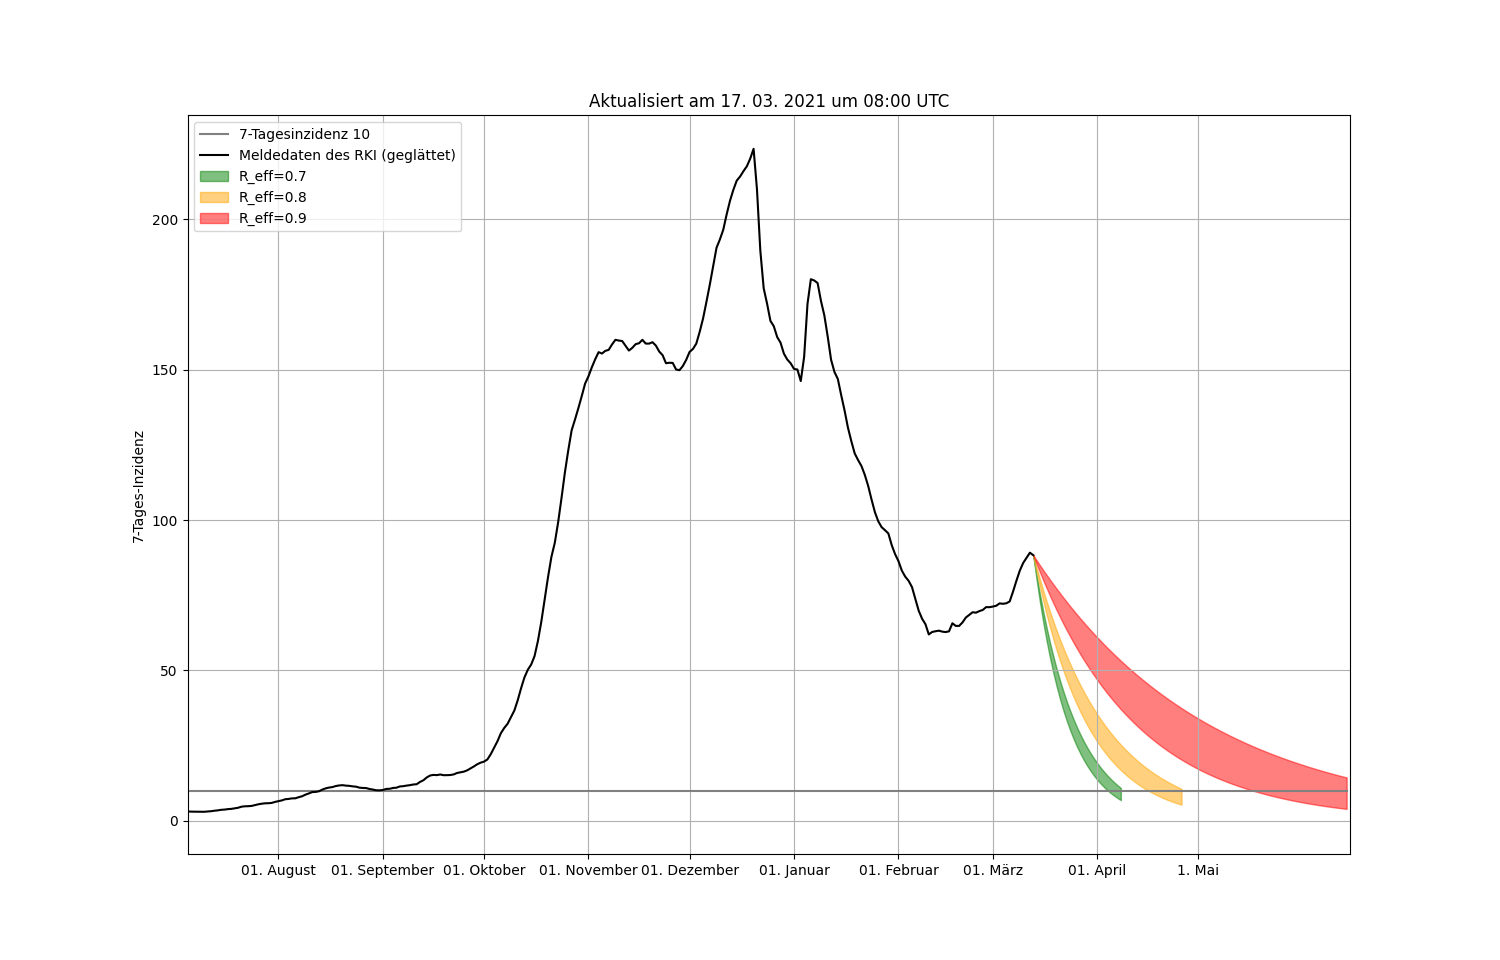 Aktualisiert am 17. 03. 2021 um 08:00 UTC
7-Tagesinzidenz 10
Meldedaten des RKI (geglättet)
R_eff=0.7
R_eff=0.8
R_eff=0.9
7-Tages-Inzidenz
200
150
100
50
0
01. August 01. September 01. Oktober 01. November 01. Dezember 01. Januar 01. Februar 01. März 01. April 1. Mai